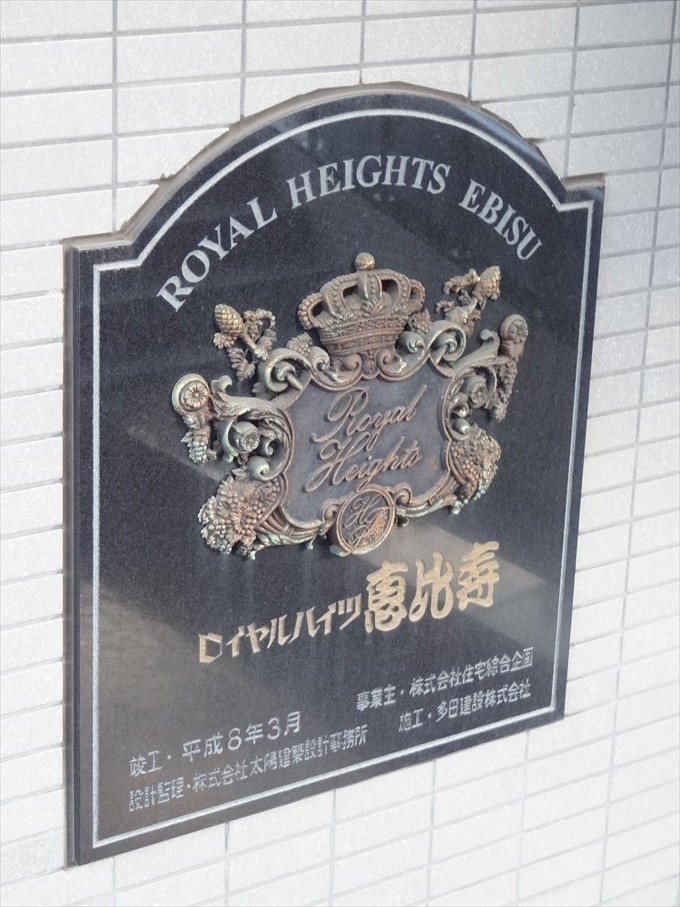 ROYAL HEIGHTS EBISU
Royal
Heights
ロイヤルハイツ恵比寿
竣工・平成8年3月
事業主・株式会社住宅綜合企画
設計監理・株式会社太陽建築設計事務所
施工・多田建設株式会社